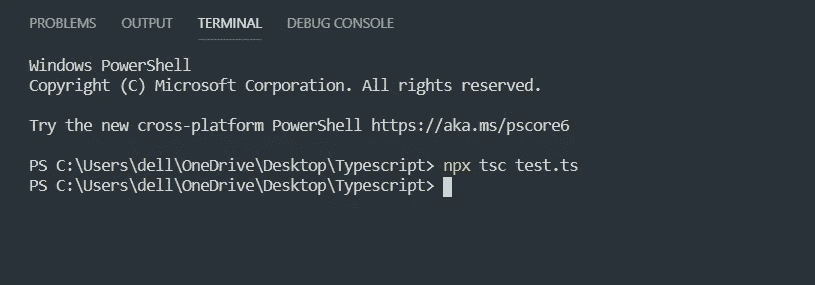 PROBLEMS OUTPUT TERMINAL DEBUG CONSOLE
Windows PowerShell
Copyright (C) Microsoft Corporation. All rights reserved.
Try the new cross-platform PowerShell https://aka.ms/pscore6
PS C:\Users\dell\OneDrive\Desktop\Typescript> npx tsc test.ts
PS C:\Users\dell\OneDrive\Desktop\Typescript>